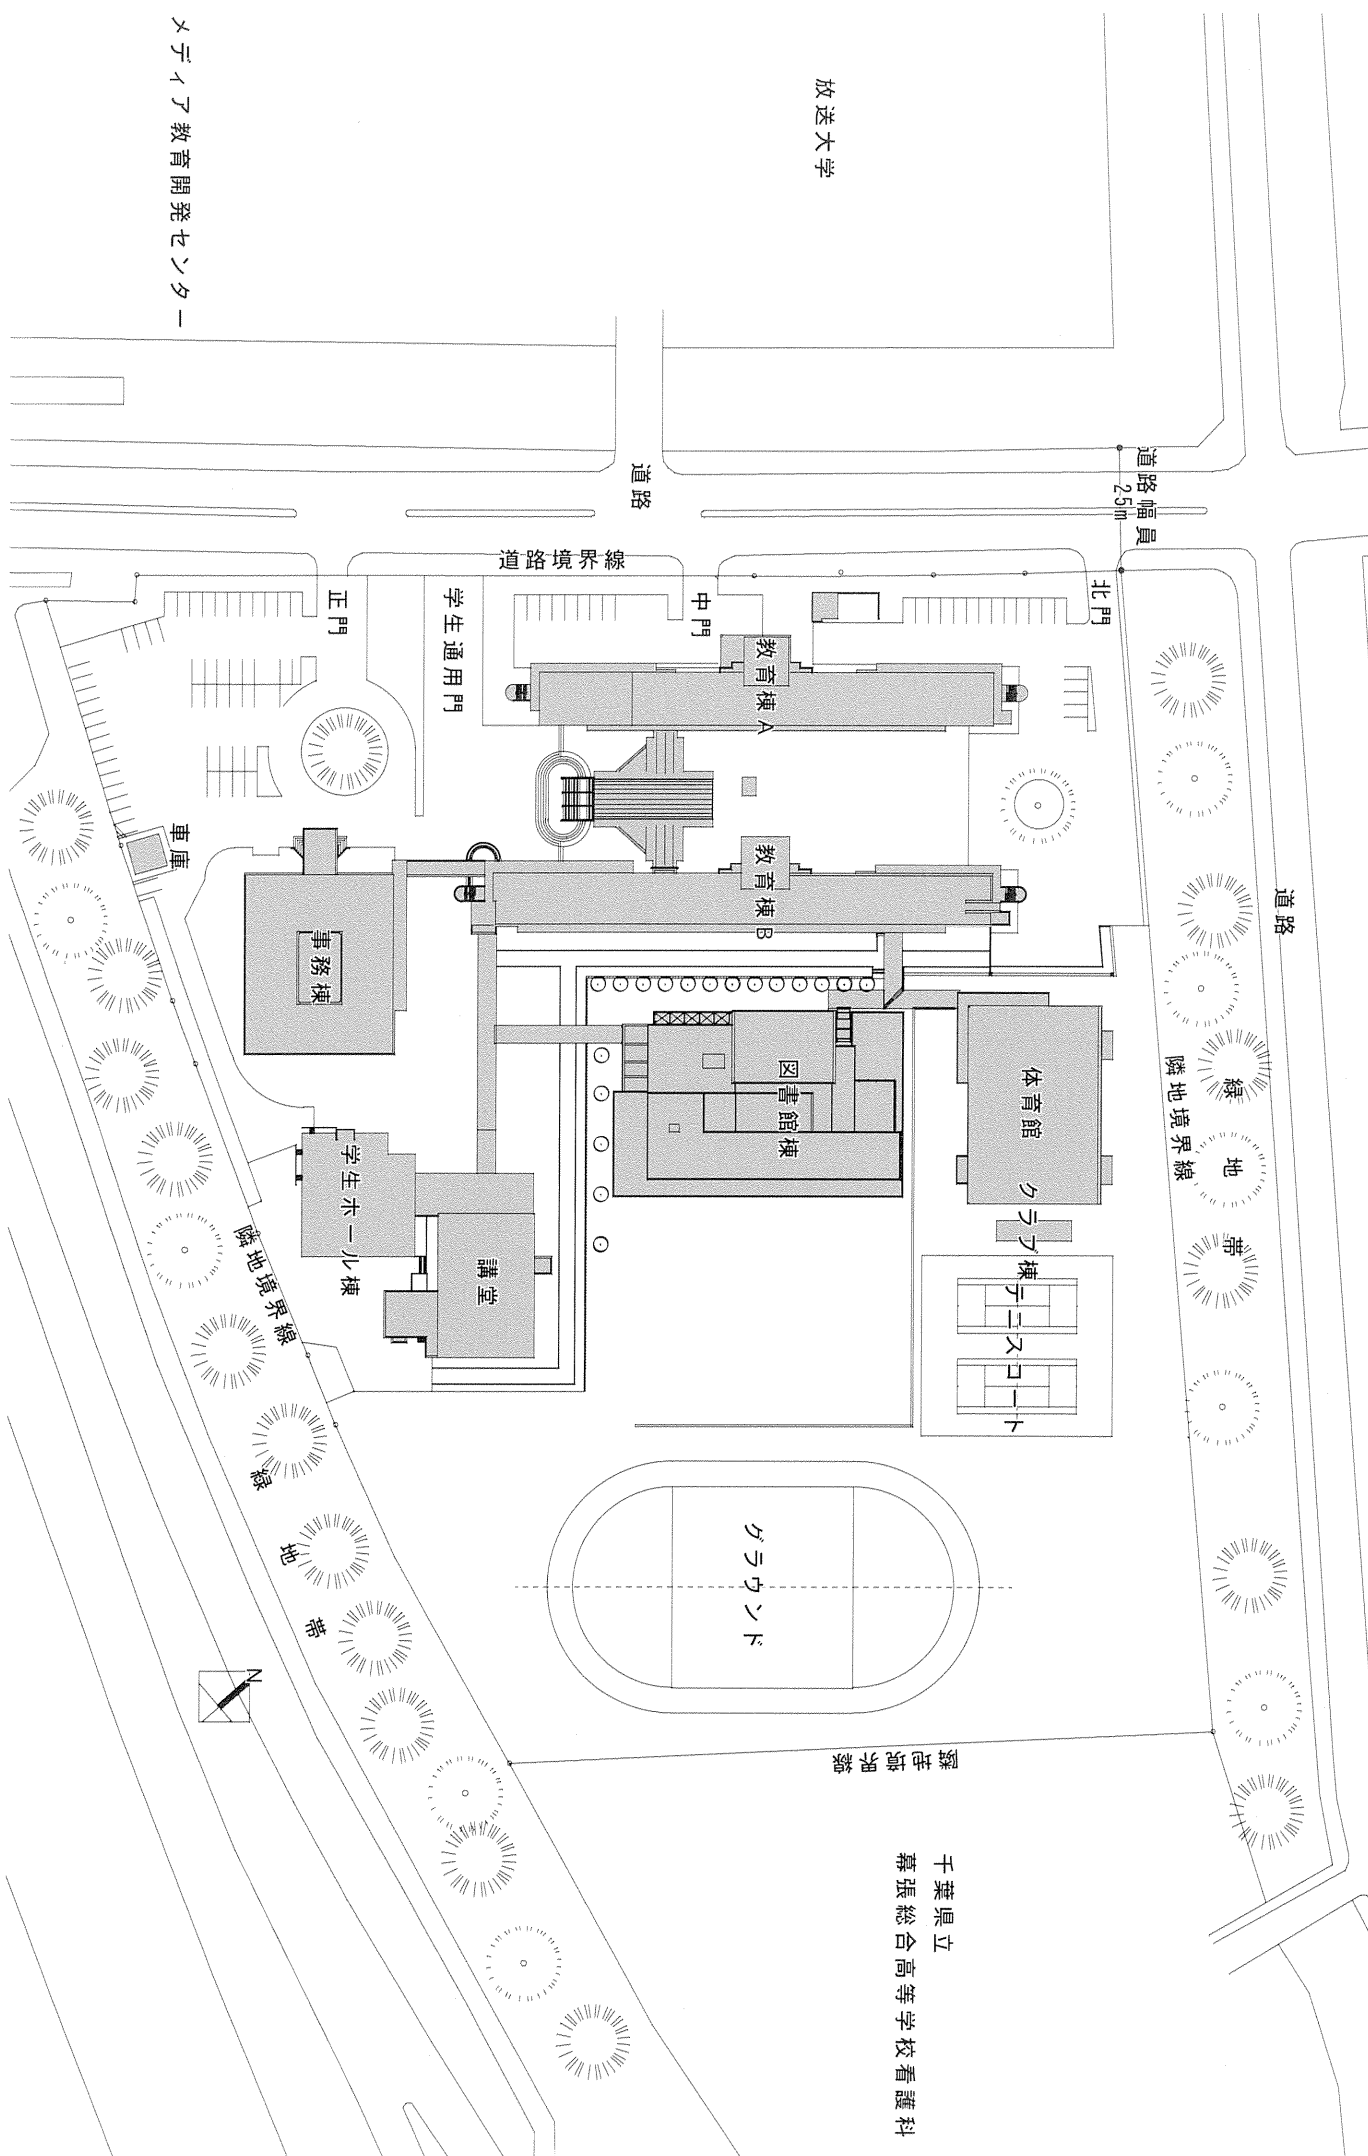 メディア教育開発センター
放送大学
道路
道路幅員
25m
道路境界線
正門
学生通用門
中門
北門
教育棟A
車庫
教育棟B
道路
事務棟
図書館棟
体育館
隣地境界線
緑地帯
学生ホール棟
クラブ棟
隣地境界線
講堂
テニスコート
緑地帯
グラウンド
N
隣地境界線
千葉県立
幕張総合高等学校看護科